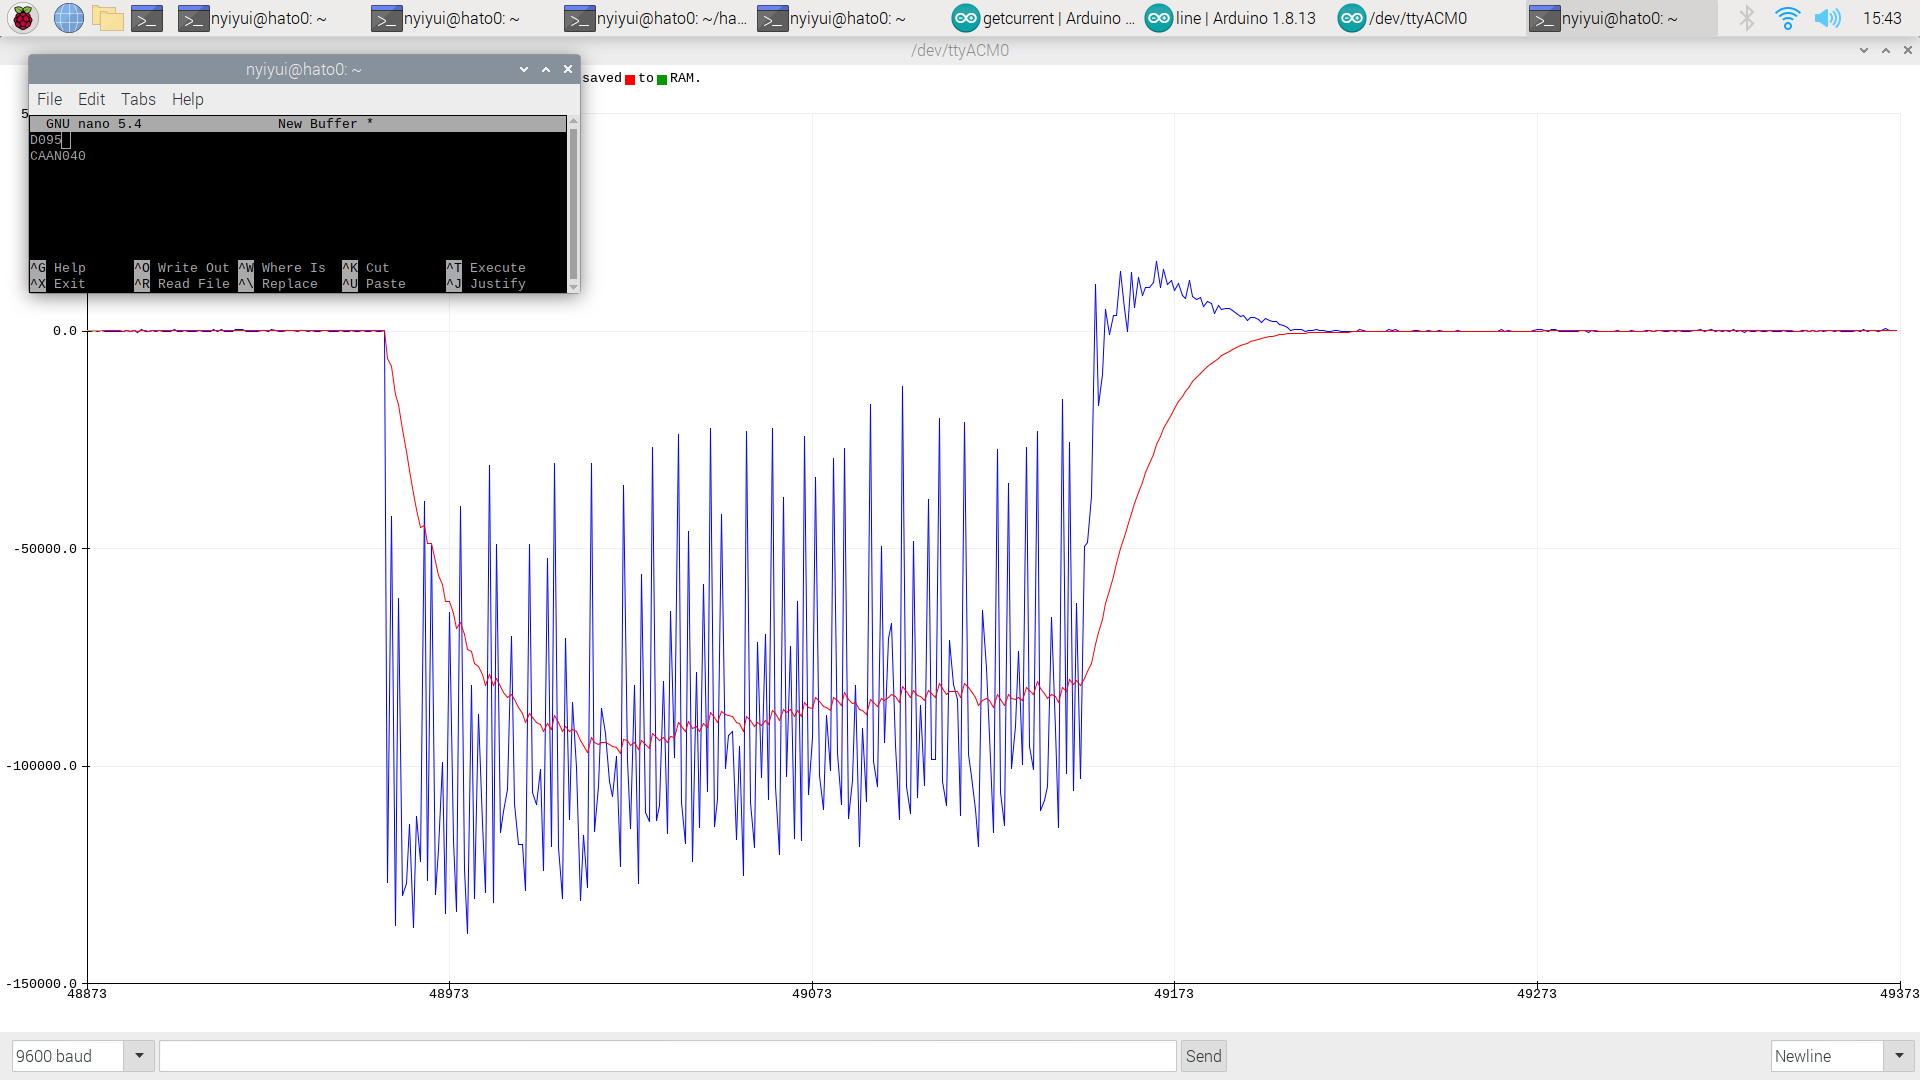 nyiyui@hato0: ~
nyiyui@hato0: ~
nyiyui@hato0: ~/ha...
nyiyui@hato0: ~
getcurrent | Arduino ...
line | Arduino 1.8.13
/dev/ttyACM0
nyiyui@hato0: ~
15:43
/dev/ttyACM0
nyiyui@hato0: ~
saved to RAM.
File Edit Tabs Help
5
GNU nano 5.4 New Buffer *
D095
CAAN040
^G Help ^O Write Out ^W Where Is ^K Cut ^T Execute
^X Exit ^R Read File ^\ Replace ^U Paste ^J Justify
0.0
-50000.0
-100000.0
-150000.0
48873 48973 49073 49173 49273 49373
9600 baud
Send
Newline